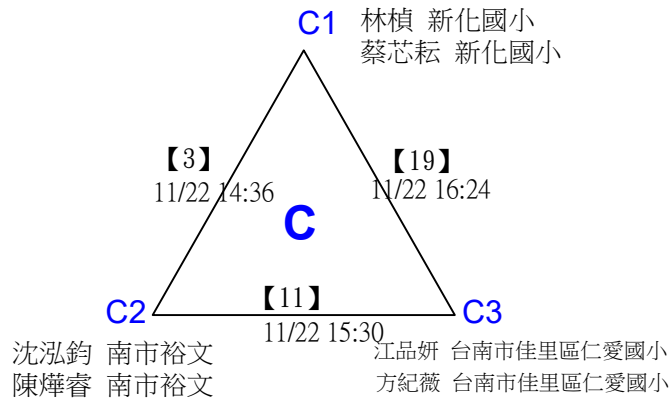 C1 林楨 新化國小
蔡芯耘 新化國小
【3】
11/22 14:36
【19】
11/22 16:24
C
【11】
11/22 15:30
C2
C3
沈泓鈞 南市裕文
陳燁睿 南市裕文
江品妍 台南市佳里區仁愛國小
方紀薇 台南市佳里區仁愛國小